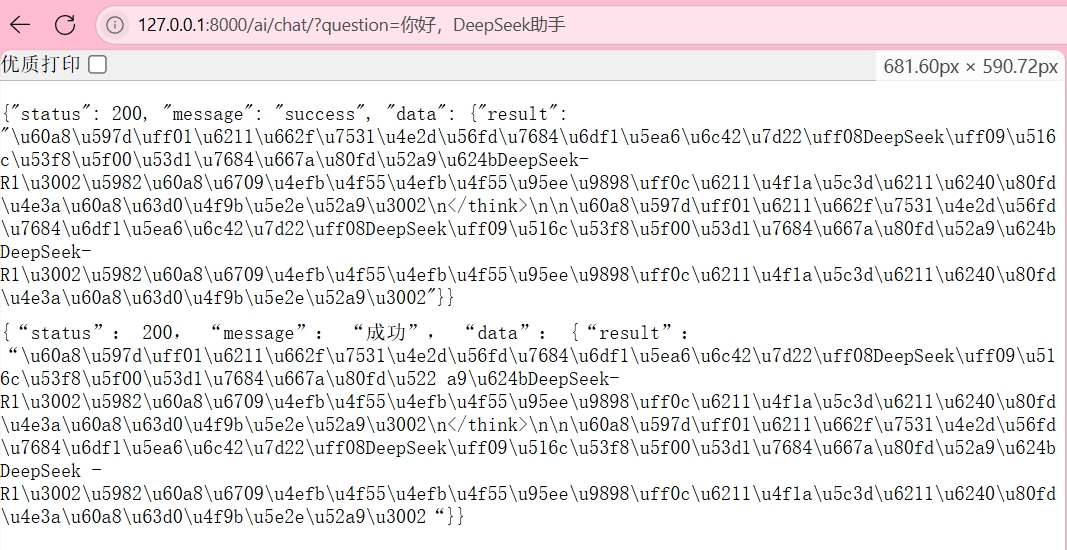 127.0.0.1:8000/ai/chat/?question=你好，DeepSeek助手
优质打印
681.60px × 590.72px
{"status": 200, "message": "success", "data": {"result":
"\u60a8\u597d\uff01\u6211\u662f\u7531\u4e2d\u56fd\u7684\u6df1\u5ea6\u6c42\u7d22\uff08DeepSeek\uff09\u516
c\u53f8\u5f00\u53d1\u7684\u667a\u80fd\u52a9\u624bDeepSeek-
R1\u3002\u5982\u60a8\u6709\u4efb\u4f55\u4efb\u4f55\u95ee\u9898\uff0c\u6211\u4f1a\u5c3d\u6211\u6240\u80fd
\u4e3a\u60a8\u63d0\u4f9b\u5e2e\u52a9\u3002\n</think>\n\n\u60a8\u597d\uff01\u6211\u662f\u7531\u4e2d\u56fd
\u7684\u6df1\u5ea6\u6c42\u7d22\uff08DeepSeek\uff09\u516c\u53f8\u5f00\u53d1\u7684\u667a\u80fd\u52a9\u624b
DeepSeek-
R1\u3002\u5982\u60a8\u6709\u4efb\u4f55\u4efb\u4f55\u95ee\u9898\uff0c\u6211\u4f1a\u5c3d\u6211\u6240\u80fd
\u4e3a\u60a8\u63d0\u4f9b\u5e2e\u52a9\u3002"}}
{“status”： 200， “message”： “成功”， “data”： {“result”：
“\u60a8\u597d\uff01\u6211\u662f\u7531\u4e2d\u56fd\u7684\u6df1\u5ea6\u6c42\u7d22\uff08DeepSeek\uff09\u51
6c\u53f8\u5f00\u53d1\u7684\u667a\u80fd\u522 a9\u624bDeepSeek-
R1\u3002\u5982\u60a8\u6709\u4efb\u4f55\u4efb\u4f55\u95ee\u9898\uff0c\u6211\u4f1a\u5c3d\u6211\u6240\u80fd
\u4e3a\u60a8\u63d0\u4f9b\u5e2e\u52a9\u3002\n</think>\n\n\u60a8\u597d\uff01\u6211\u662f\u7531\u4e2d\u56fd
\u7684\u6df1\u5ea6\u6c42\u7d22\uff08DeepSeek\uff09\u516c\u53f8\u5f00\u53d1\u7684\u667a\u80fd\u52a9\u624b
DeepSeek -
R1\u3002\u5982\u60a8\u6709\u4efb\u4f55\u4efb\u4f55\u95ee\u9898\uff0c\u6211\u4f1a\u5c3d\u6211\u6240\u80fd
\u4e3a\u60a8\u63d0\u4f9b\u5e2e\u52a9\u3002“}}